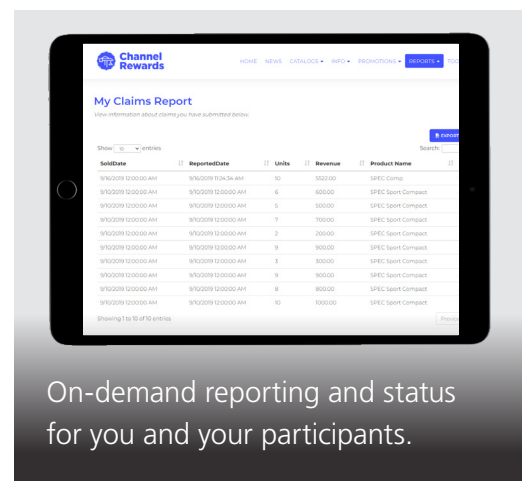 Channel
Rewards
HOME NEWS CATALOGS INFO PROMOTIONS REPORTS
My Claims Report
View information about claims you have submitted below.
EXPORT
Show 10 entries Search:
SoldDate ReportedDate Units Revenue Product Name
9/16/2019 12:00:00 AM 9/16/2019 11:24:54 AM 10 5522.00 SPEC Comp
9/10/2019 12:00:00 AM 9/10/2019 12:00:00 AM 6 600.00 SPEC Sport Compact
9/10/2019 12:00:00 AM 9/10/2019 12:00:00 AM 5 500.00 SPEC Sport Compact
9/10/2019 12:00:00 AM 9/10/2019 12:00:00 AM 7 700.00 SPEC Sport Compact
9/10/2019 12:00:00 AM 9/10/2019 12:00:00 AM 2 200.00 SPEC Sport Compact
9/10/2019 12:00:00 AM 9/10/2019 12:00:00 AM 9 900.00 SPEC Sport Compact
9/10/2019 12:00:00 AM 9/10/2019 12:00:00 AM 3 300.00 SPEC Sport Compact
9/10/2019 12:00:00 AM 9/10/2019 12:00:00 AM 9 900.00 SPEC Sport Compact
9/10/2019 12:00:00 AM 9/10/2019 12:00:00 AM 8 800.00 SPEC Sport Compact
9/10/2019 12:00:00 AM 9/10/2019 12:00:00 AM 10 1000.00 SPEC Sport Compact
Showing 1 to 10 of 10 entries
On-demand reporting and status
for you and your participants.